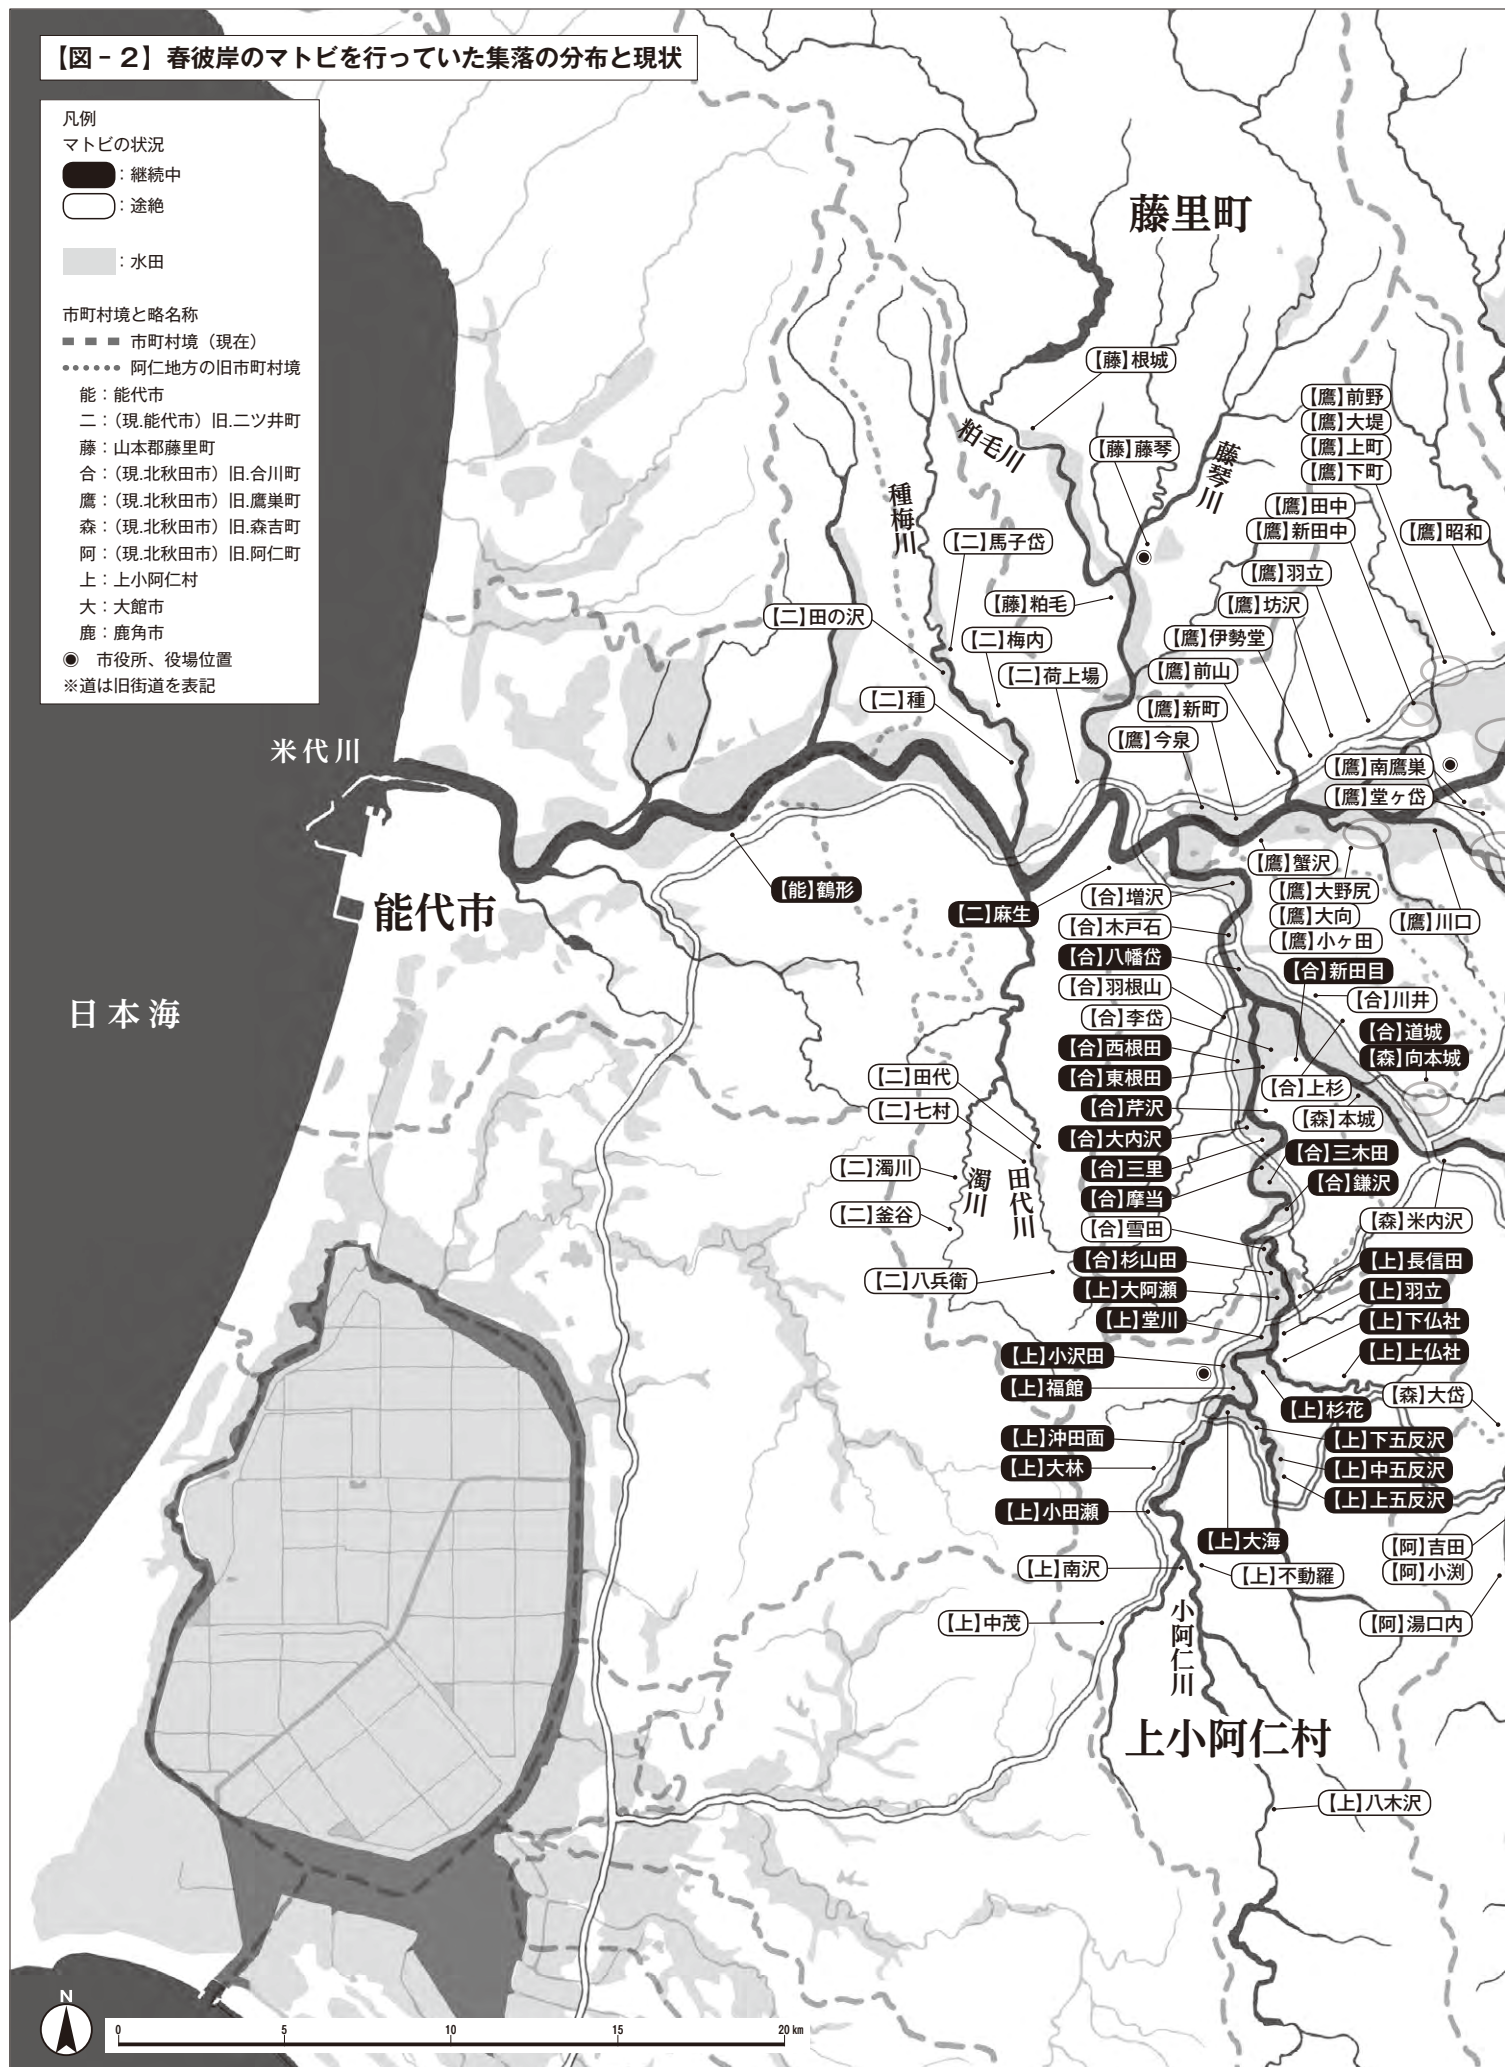 【図－２】春彼岸のマトビを行っていた集落の分布と現状
凡例
マトビの状況
：継続中
：途絶
：水田
市町村境と略名称
市町村境（現在）
阿仁地方の旧市町村境
能：能代市
二：（現.能代市）旧.二ツ井町
藤：山本郡藤里町
合：（現.北秋田市）旧.合川町
鷹：（現.北秋田市）旧.鷹巣町
森：（現.北秋田市）旧.森吉町
阿：（現.北秋田市）旧.阿仁町
上：上小阿仁村
大：大館市
鹿：鹿角市
市役所、役場位置
※道は旧街道を表記
藤里町
【藤】根城
粕毛川
【藤】藤琴
藤琴川
種梅川
【鷹】前野
【鷹】大堤
【鷹】上町
【鷹】下町
【鷹】田中
【鷹】新田中
【鷹】昭和
【二】馬子岱
【鷹】羽立
【藤】粕毛
【鷹】坊沢
【二】田の沢
【二】梅内
【鷹】伊勢堂
【二】荷上場
【鷹】前山
【二】種
【鷹】新町
【鷹】今泉
米代川
【鷹】南鷹巣
【鷹】堂ヶ岱
【鷹】蟹沢
【能】鶴形
【鷹】大野尻
能代市
【二】麻生
【合】増沢
【鷹】大向
【鷹】川口
【合】木戸石
【鷹】小ヶ田
【合】八幡岱
【合】新田目
【合】羽根山
【合】川井
日本海
【合】李岱
【合】道城
【合】西根田
【森】向本城
【二】田代
【合】東根田
【合】上杉
【二】七村
【合】芹沢
【森】本城
【合】大内沢
【合】三木田
【二】濁川
濁川
田代川
【合】三里
【合】鎌沢
【合】摩当
【二】釜谷
【合】雪田
【森】米内沢
【合】杉山田
【上】長信田
【二】八兵衛
【上】大阿瀬
【上】羽立
【上】堂川
【上】下仏社
【上】小沢田
【上】上仏社
【上】福館
【森】大岱
【上】杉花
【上】沖田面
【上】下五反沢
【上】大林
【上】中五反沢
【上】上五反沢
【上】小田瀬
【上】大海
【阿】吉田
【上】南沢
【上】不動羅
【阿】小渕
【上】中茂
小阿仁川
【阿】湯口内
上小阿仁村
【上】八木沢
N
0 5 10 15 20 km